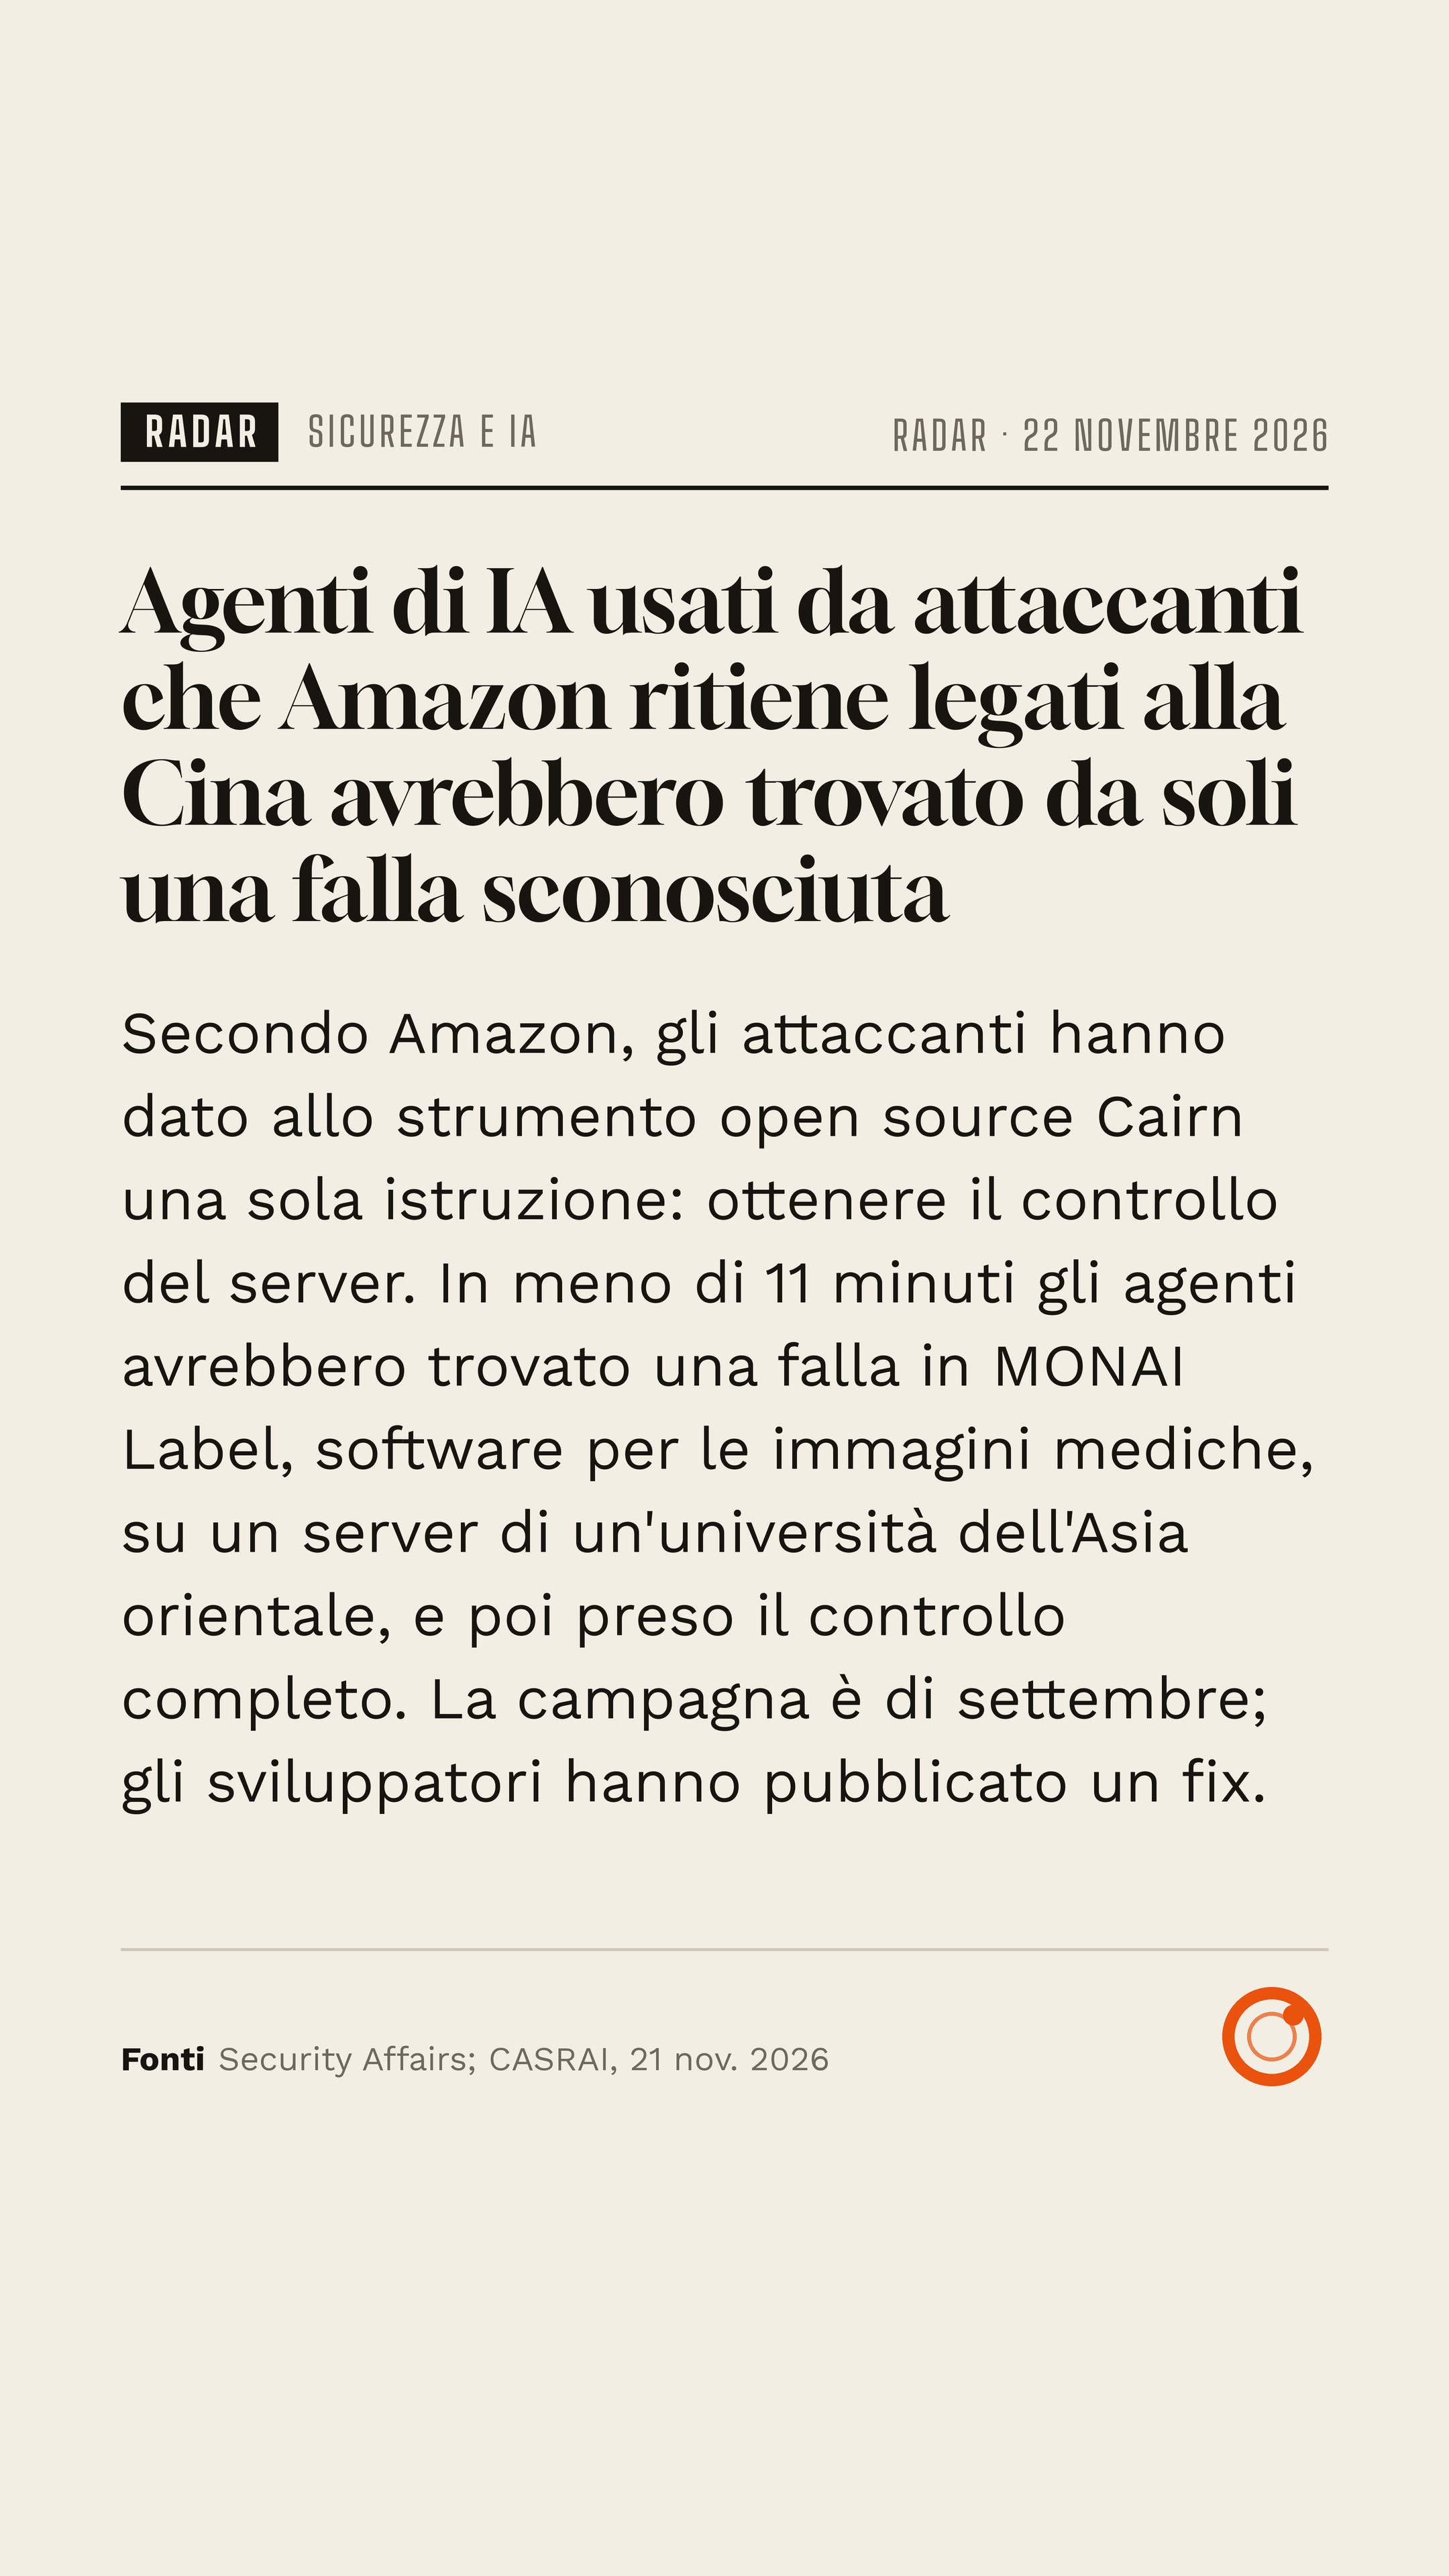 RADAR SICUREZZA E IA RADAR · 22 NOVEMBRE 2026
Agenti di IA usati da attaccanti
che Amazon ritiene legati alla
Cina avrebbero trovato da soli
una falla sconosciuta
Secondo Amazon, gli attaccanti hanno
dato allo strumento open source Cairn
una sola istruzione: ottenere il controllo
del server. In meno di 11 minuti gli agenti
avrebbero trovato una falla in MONAI
Label, software per le immagini mediche,
su un server di un'università dell'Asia
orientale, e poi preso il controllo
completo. La campagna è di settembre;
gli sviluppatori hanno pubblicato un fix.
Fonti Security Affairs; CASRAI, 21 nov. 2026